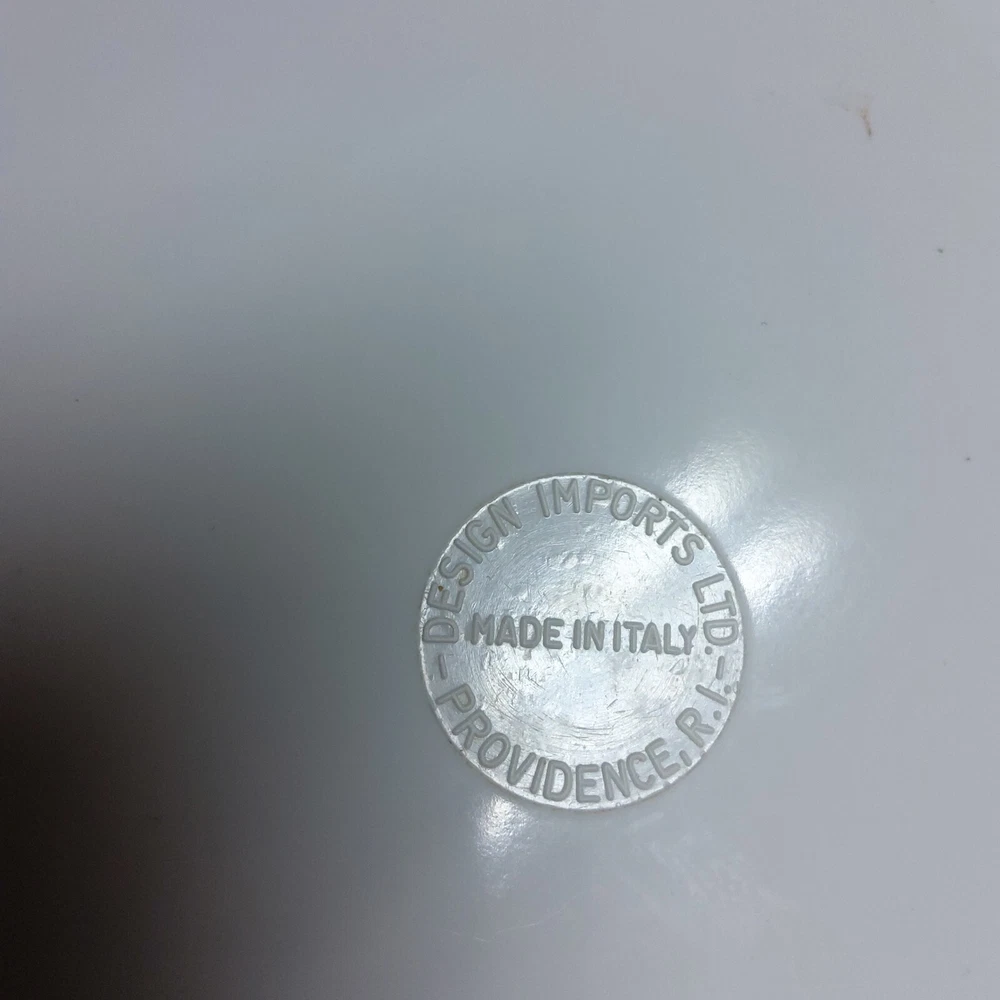 DESIGN IMPORTS LTD.
MADE IN ITALY
- PROVIDENCE, R.I. -